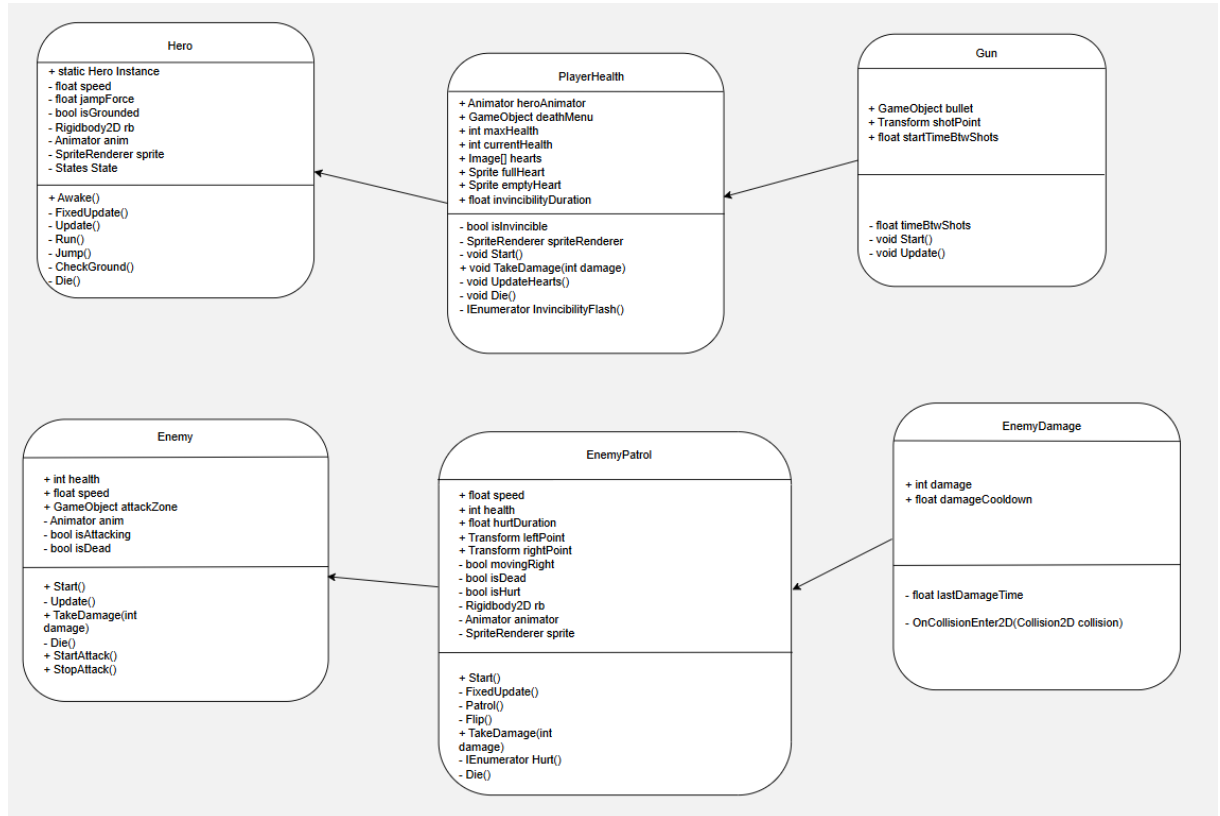 Hero
+ static Hero Instance
- float speed
- float jampForce
- bool isGrounded
- Rigidbody2D rb
- Animator anim
- SpriteRenderer sprite
- States State
+ Awake()
- FixedUpdate()
- Update()
- Run()
- Jump()
- CheckGround()
- Die()
PlayerHealth
+ Animator heroAnimator
+ GameObject deathMenu
+ int maxHealth
+ int currentHealth
+ Image[] hearts
+ Sprite fullHeart
+ Sprite emptyHeart
+ float invincibilityDuration
- bool isInvincible
- SpriteRenderer spriteRenderer
- void Start()
+ void TakeDamage(int damage)
- void UpdateHearts()
- void Die()
- IEnumerator InvincibilityFlash()
Gun
+ GameObject bullet
+ Transform shotPoint
+ float startTimeBtwShots
- float timeBtwShots
- void Start()
- void Update()
Enemy
+ int health
+ float speed
+ GameObject attackZone
- Animator anim
- bool isAttacking
- bool isDead
+ Start()
- Update()
+ TakeDamage(int
damage)
- Die()
+ StartAttack()
+ StopAttack()
EnemyPatrol
+ float speed
+ int health
+ float hurtDuration
+ Transform leftPoint
+ Transform rightPoint
- bool movingRight
- bool isDead
- bool isHurt
- Rigidbody2D rb
- Animator animator
- SpriteRenderer sprite
+ Start()
- FixedUpdate()
- Patrol()
- Flip()
+ TakeDamage(int
damage)
- IEnumerator Hurt()
- Die()
EnemyDamage
+ int damage
+ float damageCooldown
- float lastDamageTime
- OnCollisionEnter2D(Collision2D collision)